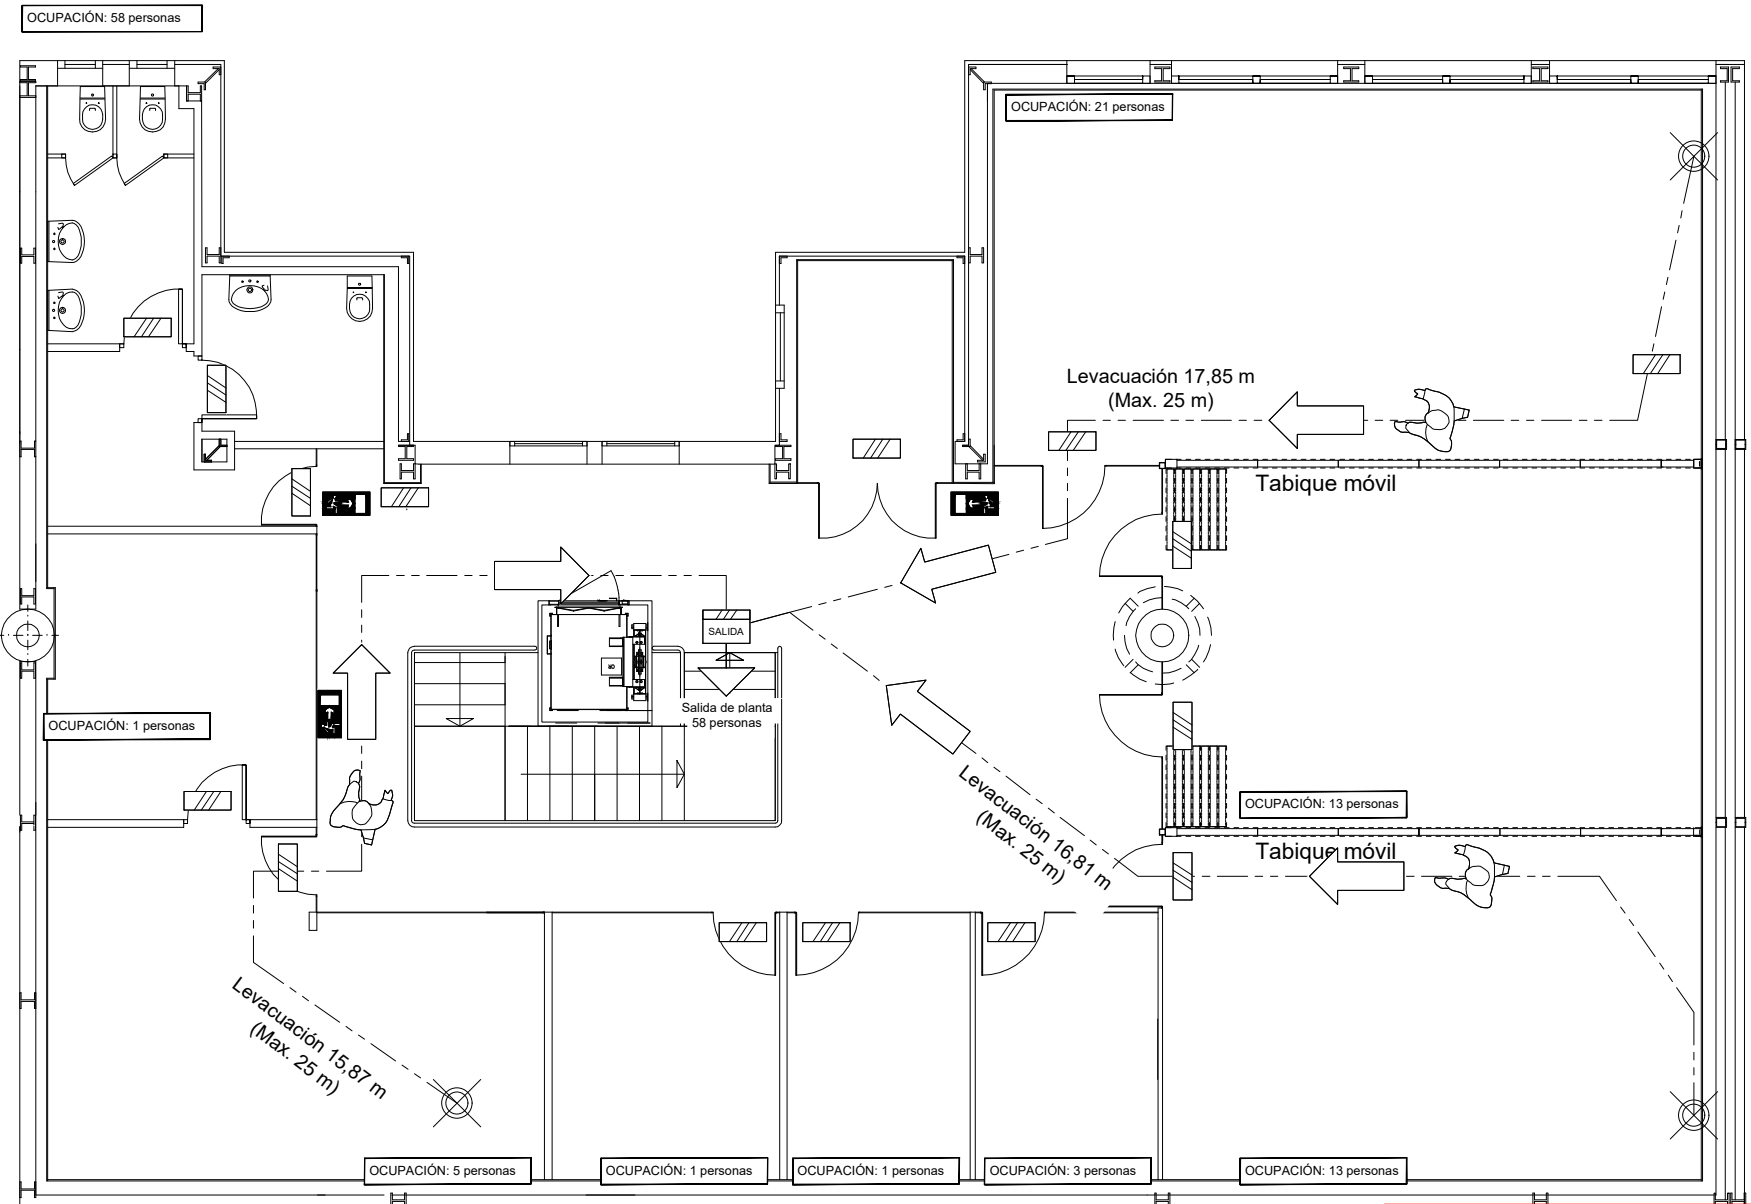 OCUPACIÓN: 58 personas
OCUPACIÓN: 21 personas
Levacuación 17,85 m
(Max. 25 m)
Tabique móvil
SALIDA
Salida de planta
58 personas
OCUPACIÓN: 1 personas
Levacuación 16,81 m
(Max. 25 m)
OCUPACIÓN: 13 personas
Tabique móvil
Levacuación 15,87 m
(Max. 25 m)
OCUPACIÓN: 5 personas
OCUPACIÓN: 1 personas
OCUPACIÓN: 1 personas
OCUPACIÓN: 3 personas
OCUPACIÓN: 13 personas